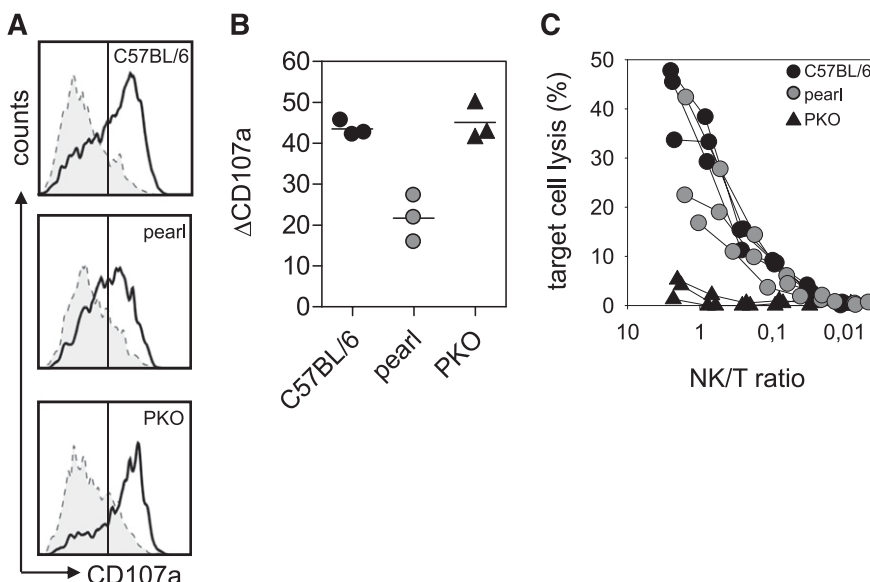 A
C57BL/6
counts
pearl
PKO
CD107a
B
60
50
40
30
20
10
0
ΔCD107a
C57BL/6
pearl
PKO
C
50
40
30
20
10
0
target cell lysis (%)
C57BL/6
pearl
PKO
10 1 0,1 0,01
NK/T ratio